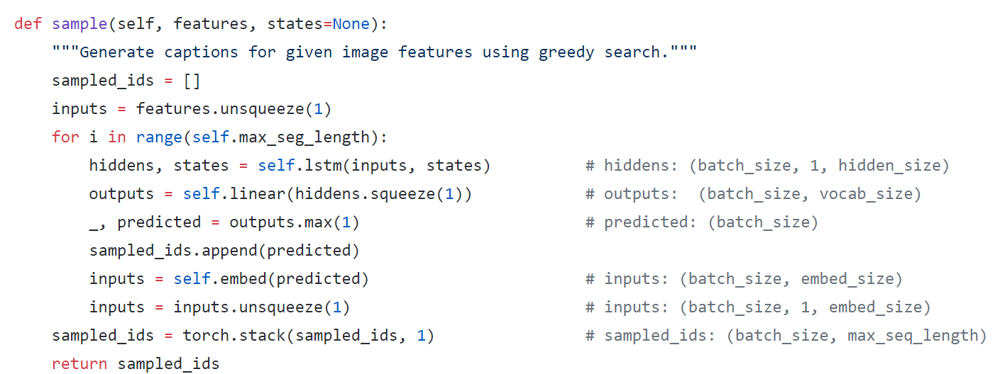 def sample(self, features, states=None):
    """Generate captions for given image features using greedy search."""
    sampled_ids = []
    inputs = features.unsqueeze(1)
    for i in range(self.max_seg_length):
        hiddens, states = self.lstm(inputs, states)          # hiddens: (batch_size, 1, hidden_size)
        outputs = self.linear(hiddens.squeeze(1))            # outputs:  (batch_size, vocab_size)
        _, predicted = outputs.max(1)                        # predicted: (batch_size)
        sampled_ids.append(predicted)
        inputs = self.embed(predicted)                       # inputs: (batch_size, embed_size)
        inputs = inputs.unsqueeze(1)                         # inputs: (batch_size, 1, embed_size)
    sampled_ids = torch.stack(sampled_ids, 1)                # sampled_ids: (batch_size, max_seq_length)
    return sampled_ids